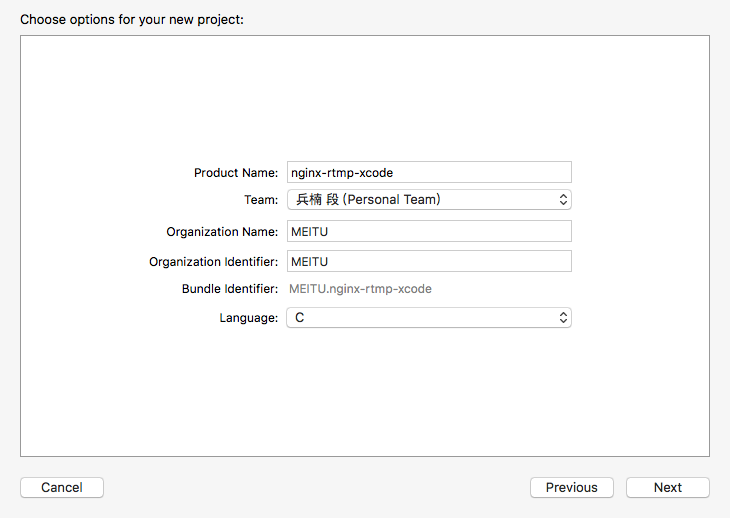 Choose options for your new project:
Product Name: nginx-rtmp-xcode
Team: 兵楠 段 (Personal Team)
Organization Name: MEITU
Organization Identifier: MEITU
Bundle Identifier: MEITU.nginx-rtmp-xcode
Language: C
Cancel Previous Next